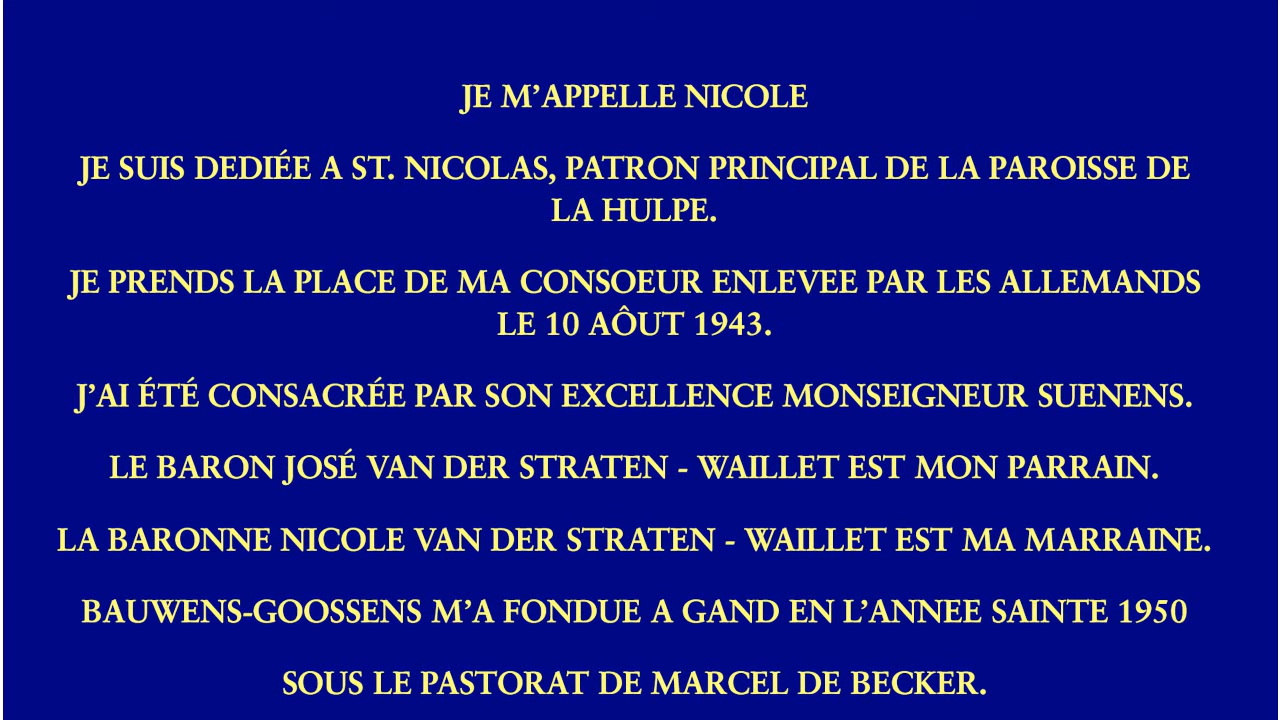 JE M’APPELLE NICOLE
JE SUIS DEDIÉE A ST. NICOLAS, PATRON PRINCIPAL DE LA PAROISSE DE
LA HULPE.
JE PRENDS LA PLACE DE MA CONSOEUR ENLEVEE PAR LES ALLEMANDS
LE 10 AÔUT 1943.
J’AI ÉTÉ CONSACRÉE PAR SON EXCELLENCE MONSEIGNEUR SUENENS.
LE BARON JOSÉ VAN DER STRATEN - WAILLET EST MON PARRAIN.
LA BARONNE NICOLE VAN DER STRATEN - WAILLET EST MA MARRAINE.
BAUWENS-GOOSSENS M’A FONDUE A GAND EN L’ANNEE SAINTE 1950
SOUS LE PASTORAT DE MARCEL DE BECKER.